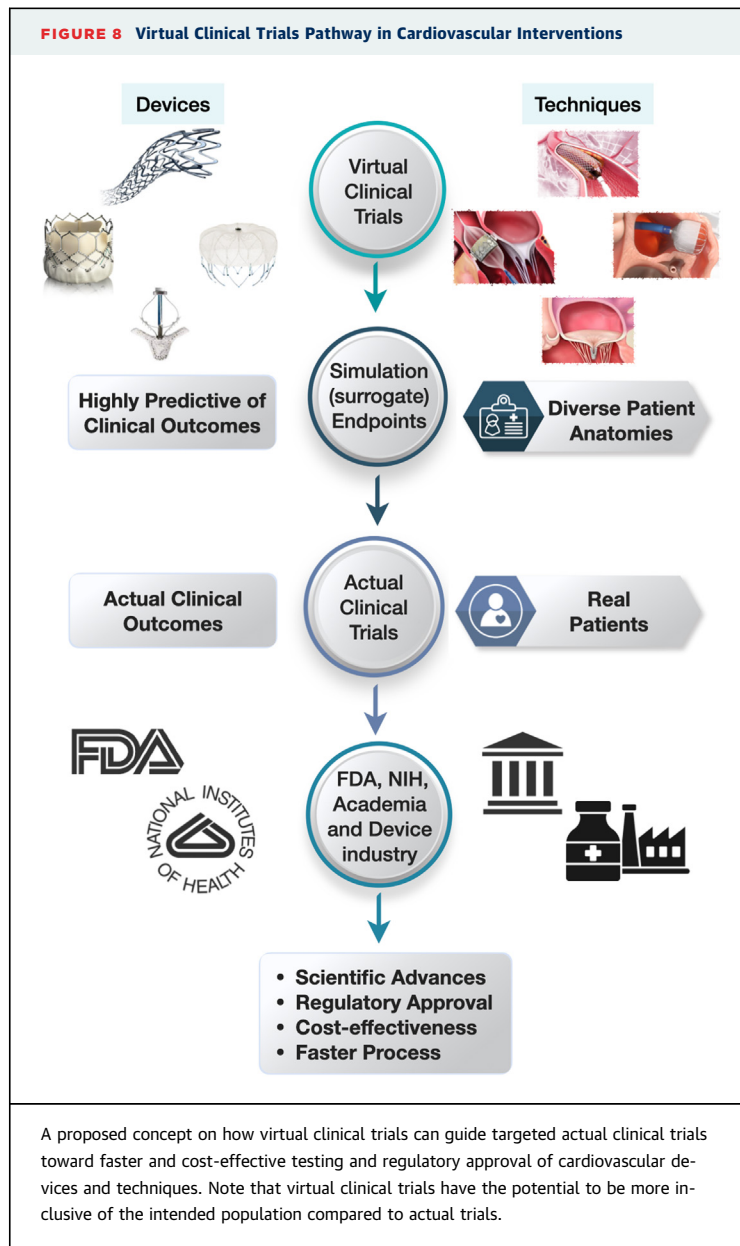 FIGURE 8 Virtual Clinical Trials Pathway in Cardiovascular Interventions
Devices
Techniques
Virtual
Clinical
Trials
Highly Predictive of
Clinical Outcomes
Simulation
(surrogate)
Endpoints
Diverse Patient
Anatomies
Actual Clinical
Outcomes
Actual
Clinical
Trials
Real
Patients
FDA
NATIONAL INSTITUTES
OF HEALTH
FDA, NIH,
Academia
and Device
industry
• Scientific Advances
• Regulatory Approval
• Cost-effectiveness
• Faster Process
A proposed concept on how virtual clinical trials can guide targeted actual clinical trials
toward faster and cost-effective testing and regulatory approval of cardiovascular de-
vices and techniques. Note that virtual clinical trials have the potential to be more in-
clusive of the intended population compared to actual trials.